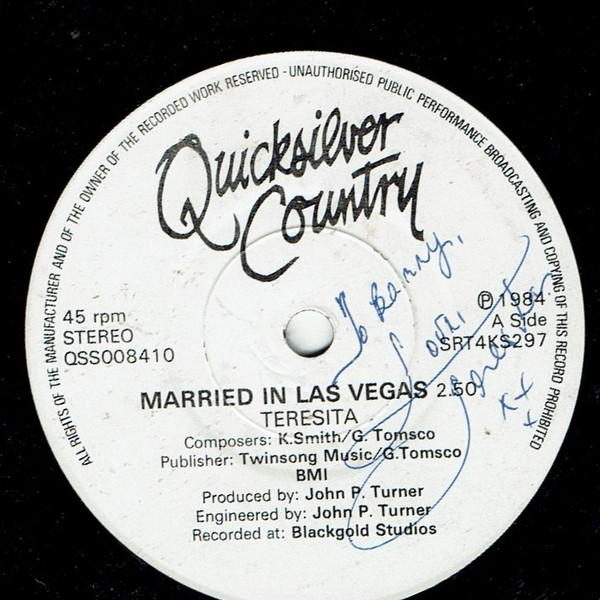 ALL RIGHTS OF THE MANUFACTURER AND OF THE OWNER OF THE RECORDED WORK RESERVED - UNAUTHORISED PUBLIC PERFORMANCE BROADCASTING AND COPYING OF THIS RECORD PROHIBITED
Quicksilver
Country
To Barry,
love
Teresita
x x x
45 rpm
STEREO
QSS008410
℗ 1984
A Side
SRT4KS297
MARRIED IN LAS VEGAS 2.50
TERESITA
Composers: K.Smith/G. Tomsco
Publisher: Twinsong Music/G.Tomsco
BMI
Produced by: John P. Turner
Engineered by: John P. Turner
Recorded at: Blackgold Studios